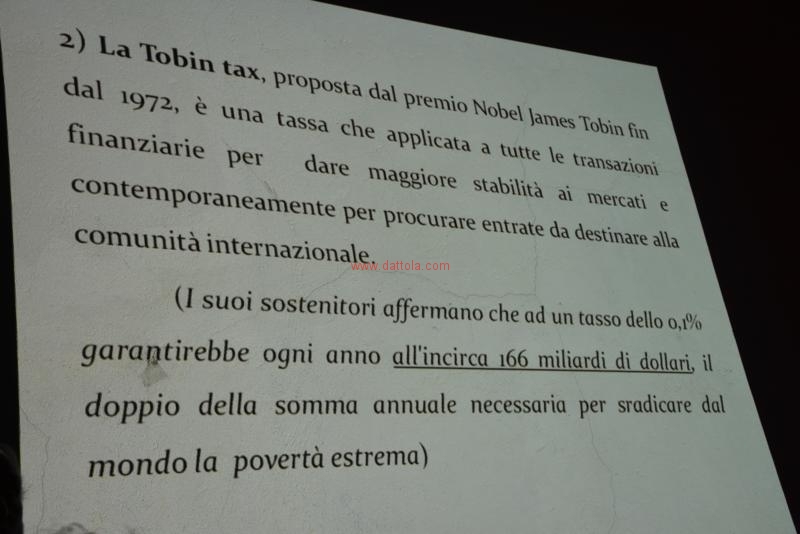 2) La Tobin tax, proposta dal premio Nobel James Tobin fin
dal 1972, è una tassa che applicata a tutte le transazioni
finanziarie per dare maggiore stabilità ai mercati e
contemporaneamente per procurare entrate da destinare alla
comunità internazionale.
www.dattola.com
(I suoi sostenitori affermano che ad un tasso dello 0,1%
garantirebbe ogni anno all'incirca 166 miliardi di dollari, il
doppio della somma annuale necessaria per sradicare dal
mondo la povertà estrema)